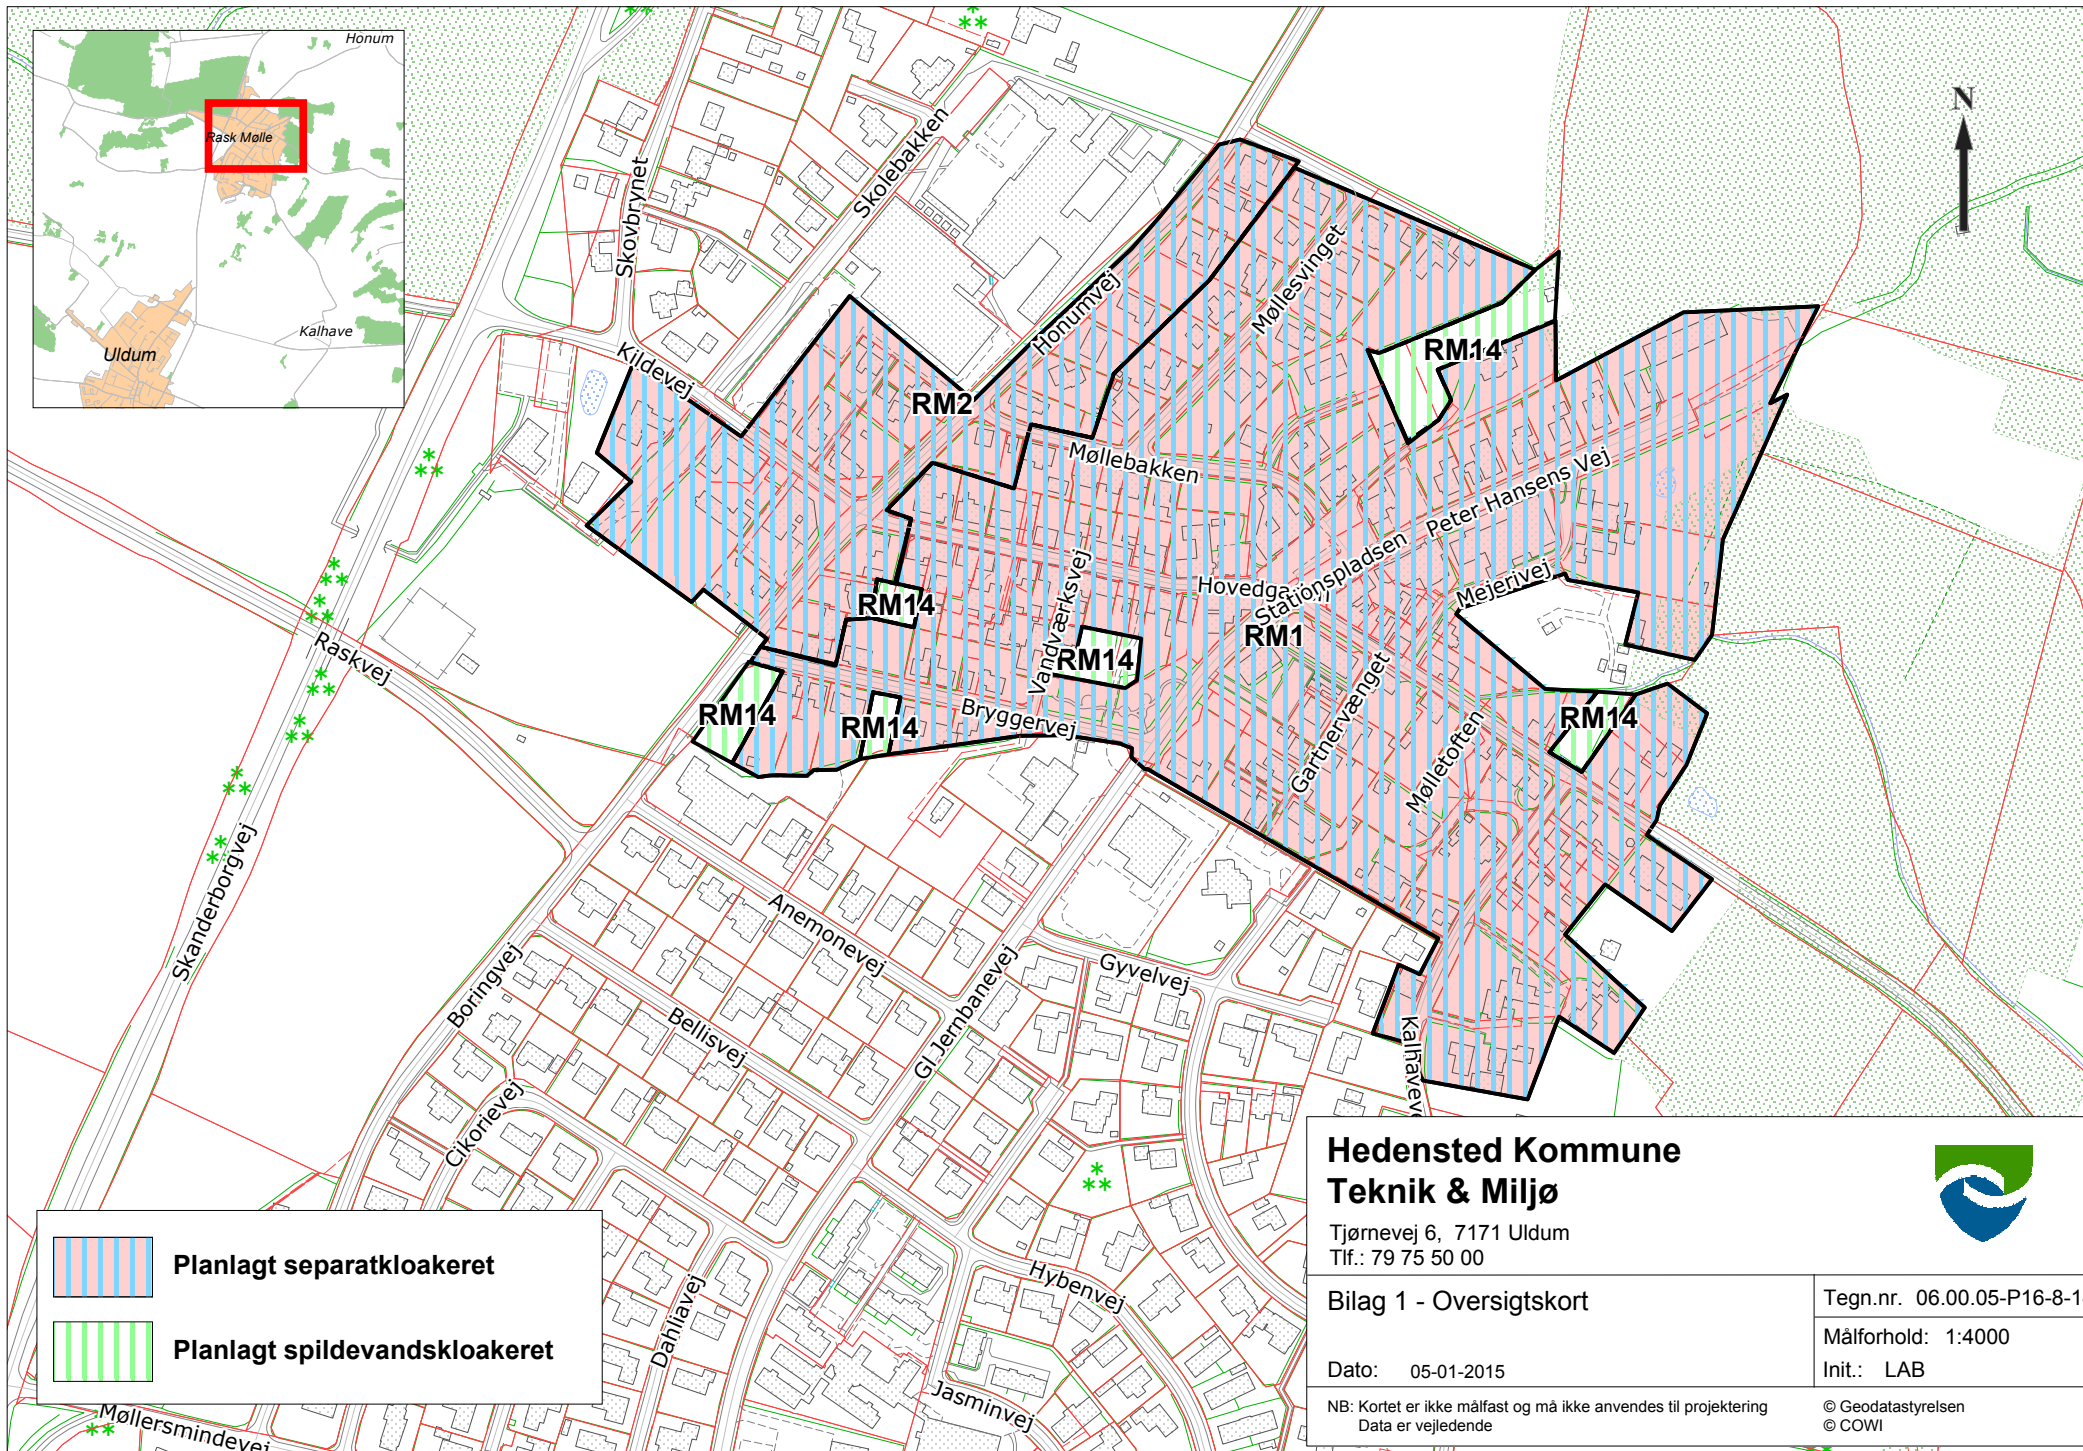 Honum
Rask Mølle
Kalhave
Uldum
N
Skovbrynet
Skolebakken
Kildevej
Honumvej
Møllesvinget
RM14
RM2
Møllebakken
Peter Hansens Vej
Stationspladsen
Mejerivej
Vandværksvej
RM14
RM1
RM14
Raskvej
RM14
RM14
Bryggervej
Gartnervænget
Mølletoften
RM14
Skanderborgvej
Anemonevej
Boringvej
Bellisvej
Gl Jernbanevej
Gyvelvej
Cikorievej
Hybenvej
Dahliavej
Jasminvej
Møllersmindevej
Planlagt separatkloakeret
Planlagt spildevandskloakeret
Hedensted Kommune
Teknik & Miljø
Tjørnevej 6, 7171 Uldum
Tlf.: 79 75 50 00
Bilag 1 - Oversigtskort
Dato: 05-01-2015
Tegn.nr. 06.00.05-P16-8-1
Målforhold: 1:4000
Init.: LAB
NB: Kortet er ikke målfast og må ikke anvendes til projektering
Data er vejledende
© Geodatastyrelsen
© COWI